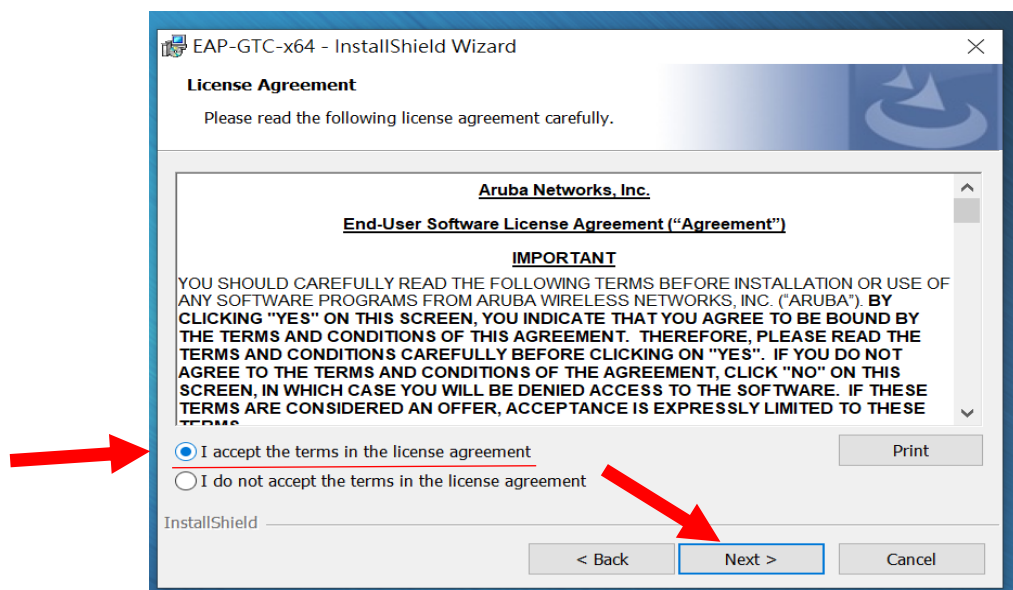 EAP-GTC-x64 - InstallShield Wizard
License Agreement
Please read the following license agreement carefully.
Aruba Networks, Inc.
End-User Software License Agreement (“Agreement”)
IMPORTANT
YOU SHOULD CAREFULLY READ THE FOLLOWING TERMS BEFORE INSTALLATION OR USE OF
ANY SOFTWARE PROGRAMS FROM ARUBA WIRELESS NETWORKS, INC. (“ARUBA”). BY
CLICKING "YES" ON THIS SCREEN, YOU INDICATE THAT YOU AGREE TO BE BOUND BY
THE TERMS AND CONDITIONS OF THIS AGREEMENT. THEREFORE, PLEASE READ THE
TERMS AND CONDITIONS CAREFULLY BEFORE CLICKING ON "YES". IF YOU DO NOT
AGREE TO THE TERMS AND CONDITIONS OF THE AGREEMENT, CLICK "NO" ON THIS
SCREEN, IN WHICH CASE YOU WILL BE DENIED ACCESS TO THE SOFTWARE. IF THESE
TERMS ARE CONSIDERED AN OFFER, ACCEPTANCE IS EXPRESSLY LIMITED TO THESE
I accept the terms in the license agreement
Print
I do not accept the terms in the license agreement
InstallShield
< Back
Next >
Cancel